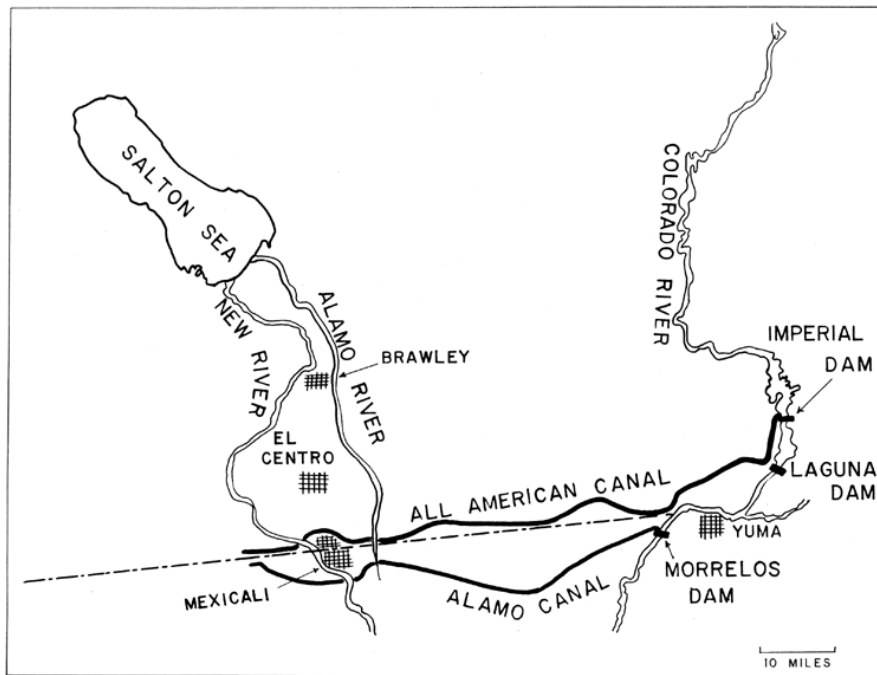 SALTON SEA
COLORADO RIVER
NEW RIVER
ALAMO RIVER
IMPERIAL
DAM
BRAWLEY
EL
CENTRO
LAGUNA
DAM
ALL AMERICAN CANAL
YUMA
MEXICALI
ALAMO CANAL
MORRELOS
DAM
10 MILES